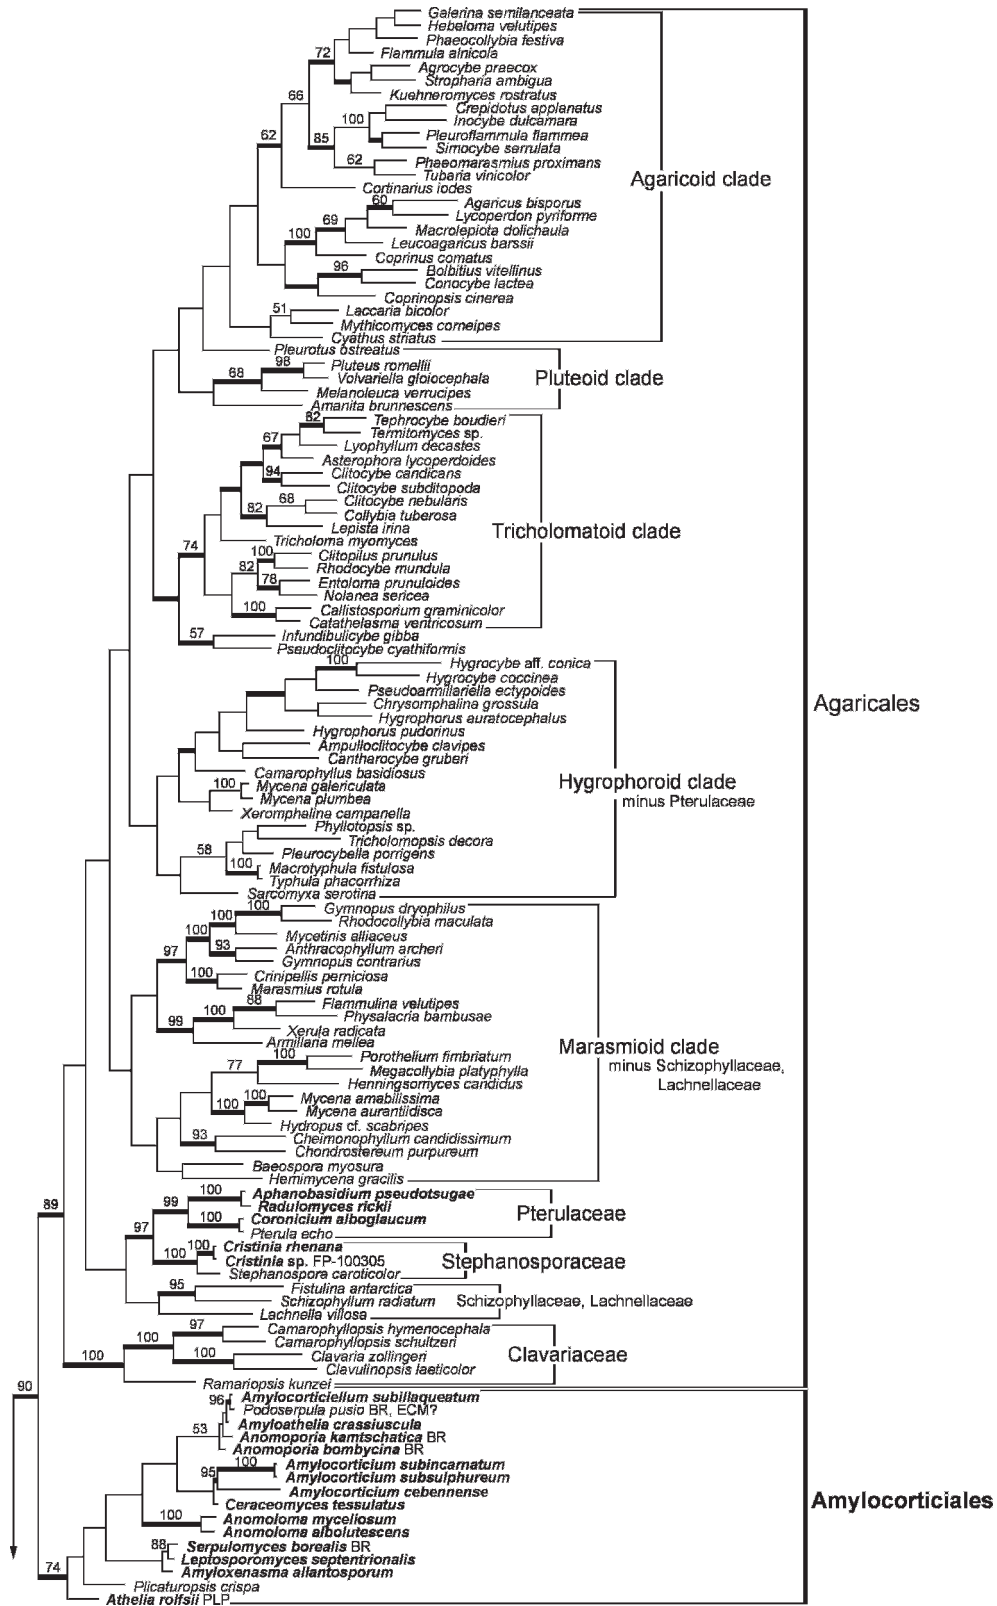 Galerina semilanceata
Hebeloma velutipes
Phaeocollybia festiva
Flammula alnicola
72
Agrocybe praecox
Stropharia ambigua
Kuehneromyces rostratus
66
Crepidotus applanatus
100
Inocybe dulcamara
62
85
Pleuroflammula flammea
Simocybe serrulata
62
Phaeomarasmius proximans
Tubaria vinicolor
Agaricoid clade
Cortinarius iodes
60
Agaricus bisporus
Lycoperdon pyriforme
69
Macrolepiota dolichaula
100
Leucoagaricus barssii
Coprinus comatus
96
Bolbitius vitellinus
Conocybe lactea
Coprinopsis cinerea
51
Laccaria bicolor
Mythicomyces corneipes
Cyathus striatus
Pleurotus ostreatus
98
Pluteus romellii
68
Volvariella gloiocephala
Pluteoid clade
Melanoleuca verrucipes
Amanita brunnescens
82
Tephrocybe boudieri
Termitomyces sp.
67
Lyophyllum decastes
Asterophora lycoperdoides
94
Clitocybe candicans
Clitocybe subditopoda
68
Clitocybe nebularis
82
Collybia tuberosa
Lepista irina
Tricholomatoid clade
Tricholoma myomyces
74
100
Clitopilus prunulus
82
Rhodocybe mundula
78
Entoloma prunuloides
Nolanea sericea
100
Callistosporium graminicolor
Catathelasma ventricosum
57
Infundibulicybe gibba
Pseudoclitocybe cyathiformis
100
Hygrocybe aff. conica
Hygrocybe coccinea
Pseudoarmillariella ectypoides
Chrysomphalina grossula
Agaricales
Hygrophorus auratocephalus
Hygrophorus pudorinus
Ampulloclitocybe clavipes
Cantharocybe gruberi
Camarophyllus basidiosus
Hygrophoroid clade
minus Pterulaceae
100
Mycena galericulata
Mycena plumbea
Xeromphalina campanella
Phyllotopsis sp.
Tricholomopsis decora
58
Pleurocybella porrigens
100
Macrotyphula fistulosa
Typhula phacorrhiza
Sarcomyxa serotina
100
Gymnopus dryophilus
100
Rhodocollybia maculata
100
Mycetinis alliaceus
93
Anthracophyllum archeri
97
Gymnopus contrarius
100
Crinipellis perniciosa
Marasmius rotula
88
Flammulina velutipes
100
Physalacria bambusae
99
Xerula radicata
Armillaria mellea
Marasmioid clade
minus Schizophyllaceae,
Lachnellaceae
100
Porothelium fimbriatum
77
Megacollybia platyphylla
Henningsomyces candidus
100
Mycena amabilissima
100
Mycena aurantiidisca
Hydropus cf. scabripes
93
Cheimonophyllum candidissimum
Chondrostereum purpureum
Baeospora myosura
Hemimycena gracilis
89
100
Aphanobasidium pseudotsugae
99
Radulomyces rickii
100
Coronicium alboglaucum
Pterulaceae
97
Pterula echo
100
Cristinia rhenana
100
Cristinia sp. FP-100305
Stephanosporaceae
Stephanospora caroticolor
95
Fistulina antarctica
Schizophyllum radiatum
Schizophyllaceae, Lachnellaceae
Lachnella villosa
97
Camarophyllopsis hymenocephala
100
Camarophyllopsis schultzeri
100
Clavaria zollingeri
Clavariaceae
100
Clavulinopsis laeticolor
Ramariopsis kunzei
90
96
Amylocorticiellum subillaqueatum
Podoserpula pusio BR, ECM?
53
Amyloathelia crassiuscula
Anomoporia kamtschatica BR
Anomoporia bombycina BR
100
Amylocorticium subincarnatum
95
Amylocorticium subsulphureum
Amylocorticium cebennense
Ceraceomyces tessulatus
Amylocorticiales
100
Anomoloma myceliosum
Anomoloma albolutescens
88
Serpulomyces borealis BR
Leptosporomyces septentrionalis
74
Amyloxenasma allantosporum
Plicaturopsis crispa
Athelia rolfsii PLP